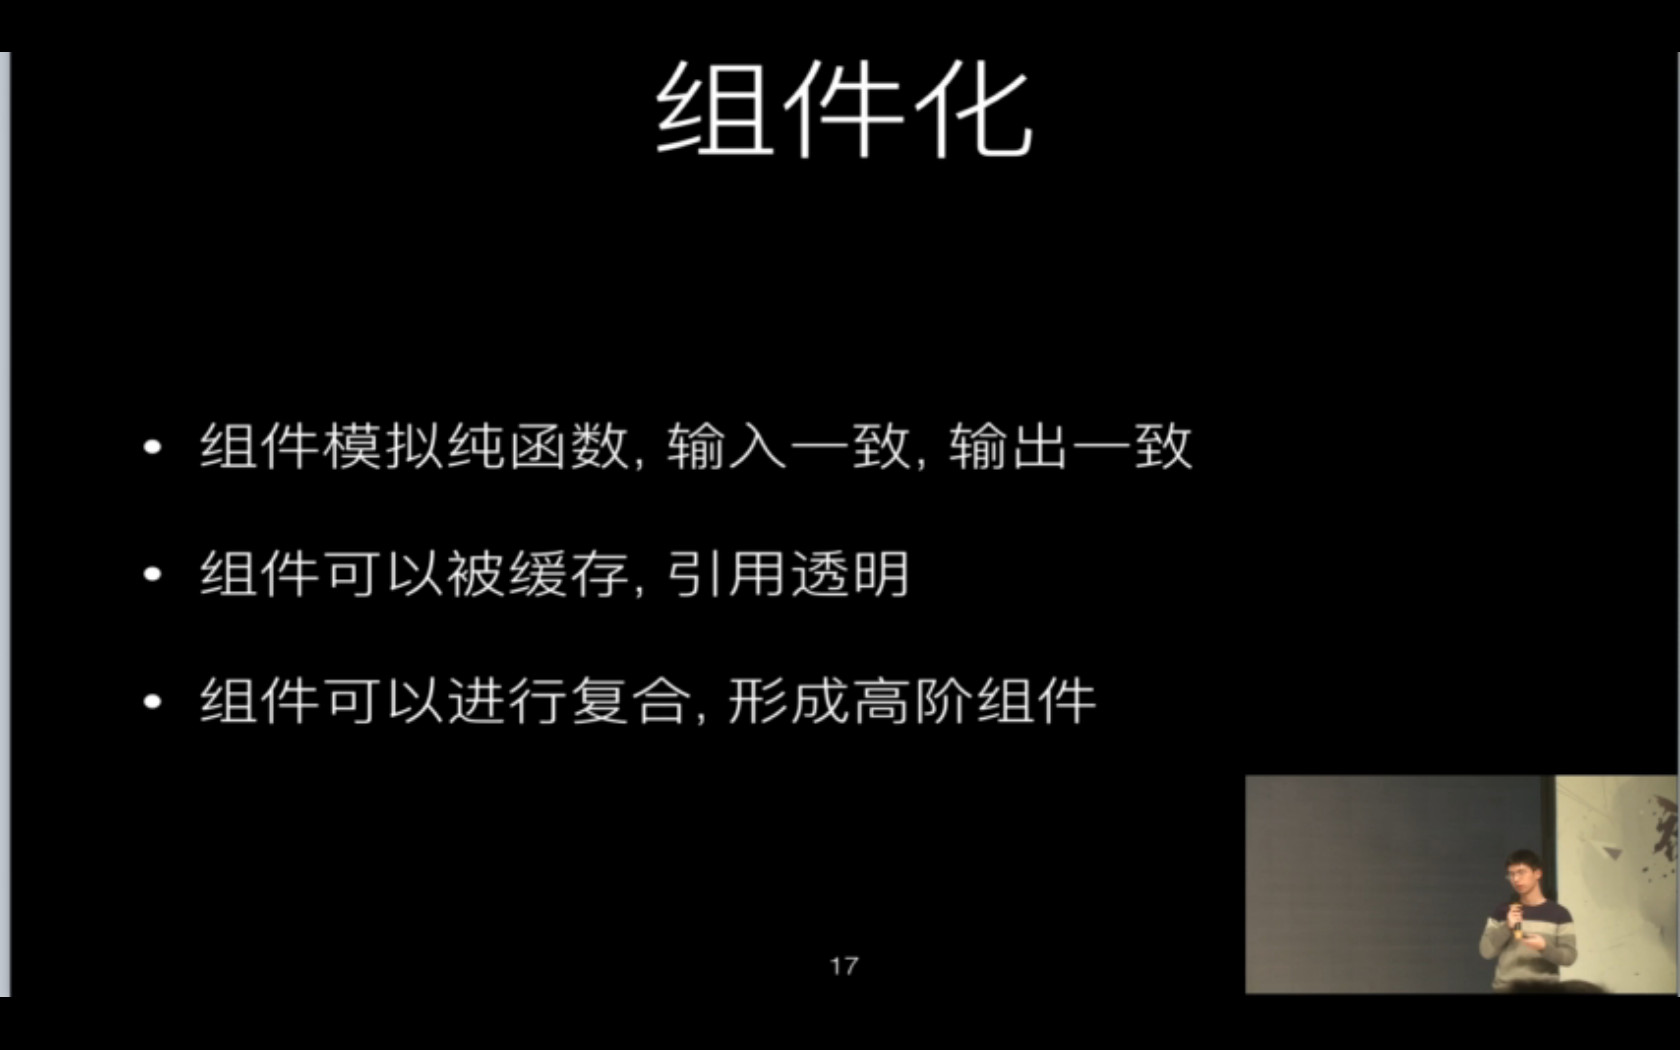 组件化
• 组件模拟纯函数, 输入一致, 输出一致
• 组件可以被缓存, 引用透明
• 组件可以进行复合, 形成高阶组件
17